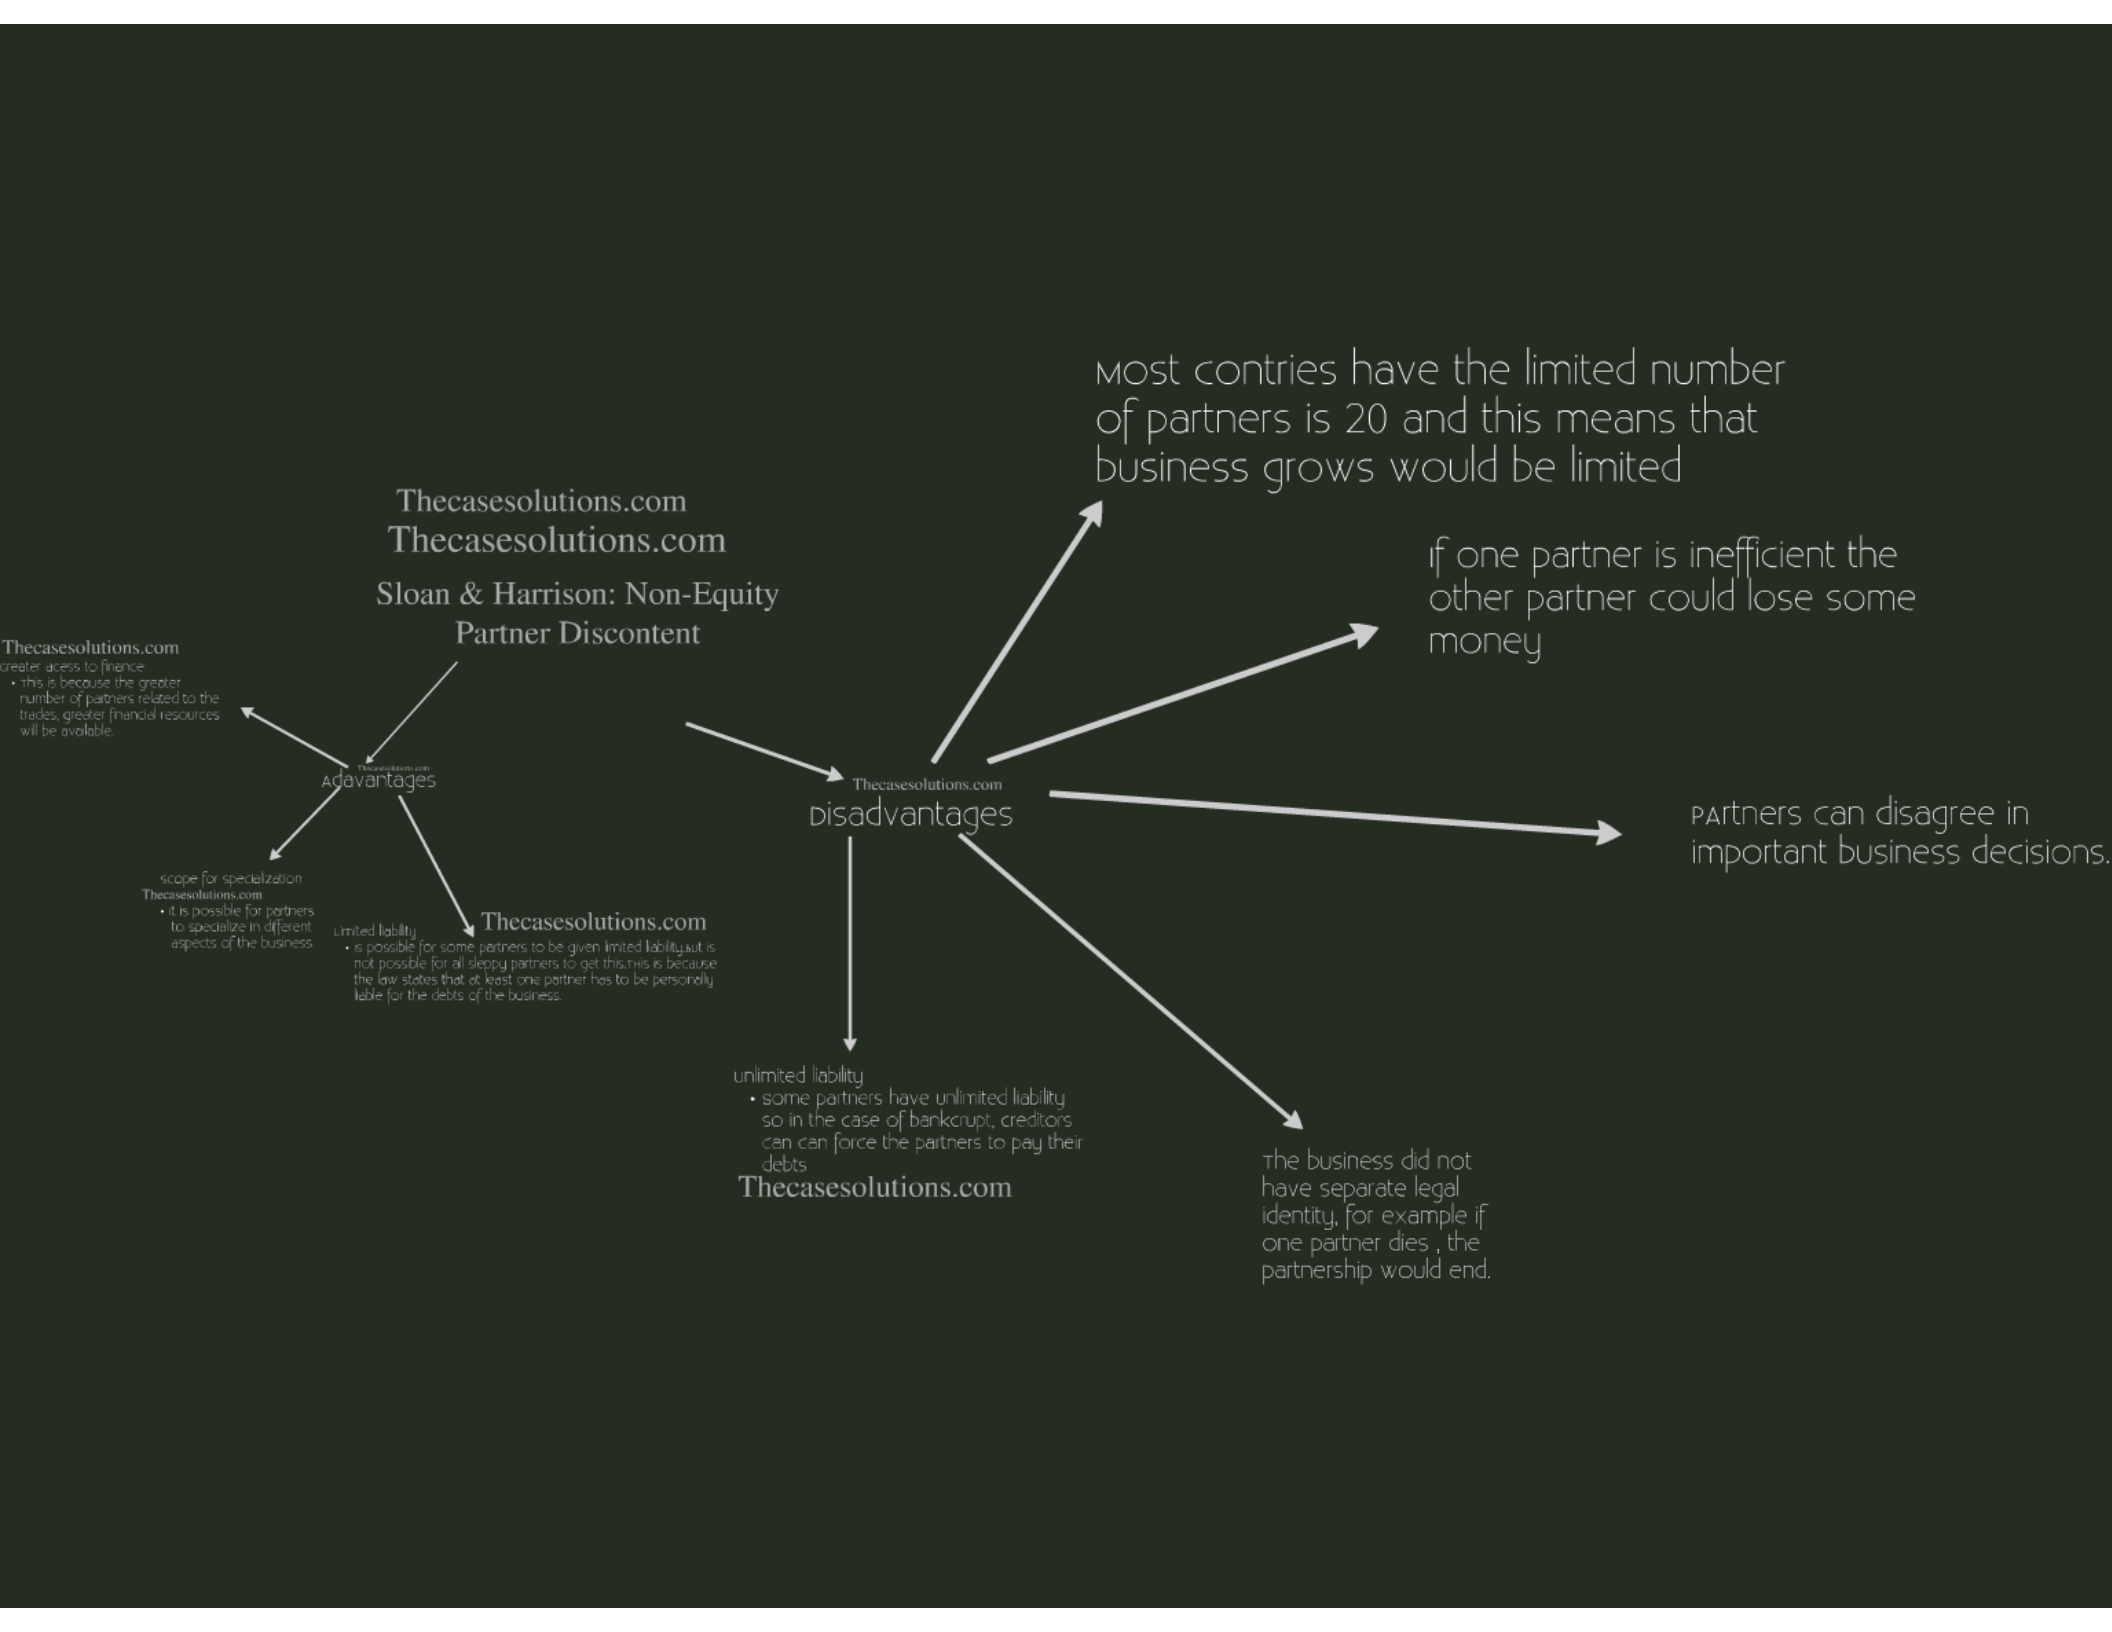 Thecasesolutions.com
Thecasesolutions.com
Sloan & Harrison: Non-Equity
Partner Discontent
Thecasesolutions.com
Greater acess to finance
• This is because the greater
number of partners related to the
trades, greater financial resources
will be available.
Thecasesolutions.com
Adavantages
scope for specialization
Thecasesolutions.com
• it is possible for partners
to specialize in different
aspects of the business
Thecasesolutions.com
Limited liability
• is possible for some partners to be given limited liability.But is
not possible for all sleppy partners to get this.THis is because
the law states that at least one partner has to be personally
liable for the debts of the business.
Thecasesolutions.com
Disadvantages
Most contries have the limited number
of partners is 20 and this means that
business grows would be limited
If one partner is inefficient the
other partner could lose some
money
PArtners can disagree in
important business decisions.
unlimited liability
• some partners have unlimited liability
so in the case of bankcrupt, creditors
can can force the partners to pay their
debts
Thecasesolutions.com
The business did not
have separate legal
identity, for example if
one partner dies , the
partnership would end.